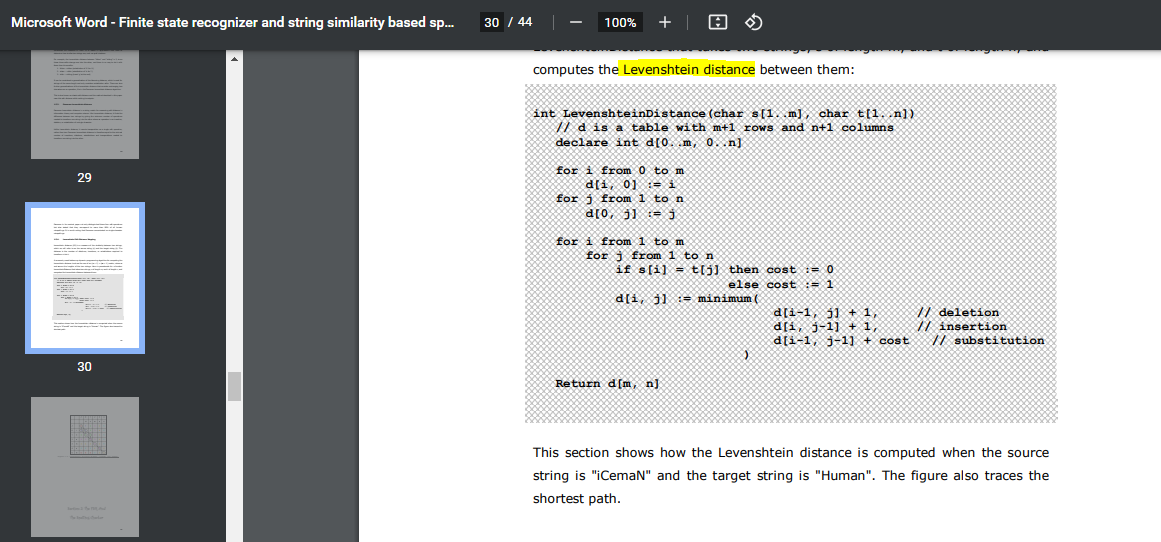 Microsoft Word - Finite state recognizer and string similarity based sp...
30 / 44
100%
29
30
computes the Levenshtein distance between them:
int LevenshteinDistance(char s[1..m], char t[1..n])
// d is a table with m+1 rows and n+1 columns
declare int d[0..m, 0..n]
for i from 0 to m
d[i, 0] := i
for j from 1 to n
d[0, j] := j
for i from 1 to m
for j from 1 to n
if s[i] = t[j] then cost := 0
else cost := 1
d[i, j] := minimum(
d[i-1, j] + 1, // deletion
d[i, j-1] + 1, // insertion
d[i-1, j-1] + cost // substitution
)
Return d[m, n]
This section shows how the Levenshtein distance is computed when the source
string is "iCemaN" and the target string is "Human". The figure also traces the
shortest path.